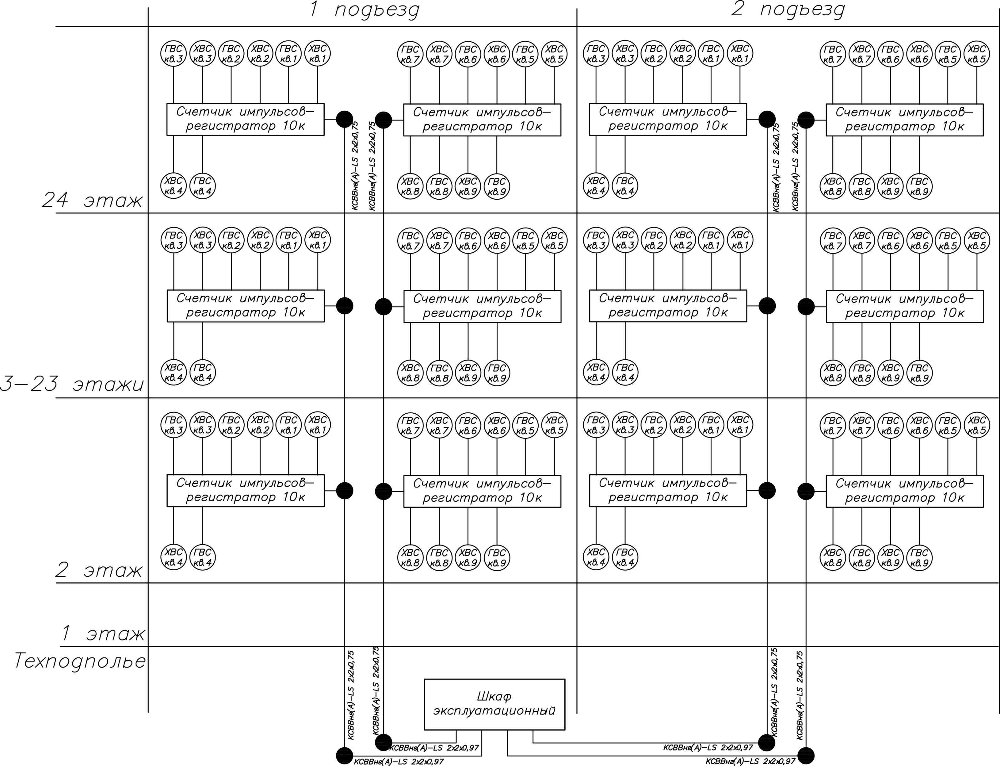 1 подъезд
2 подъезд
ГВС ХВС ГВС ХВС ГВС ХВС ГВС ХВС ГВС ХВС ГВС ХВС ГВС ХВС ГВС ХВС ГВС ХВС ГВС ХВС ГВС ХВС ГВС ХВС
кв.3 кв.3 кв.2 кв.2 кв.1 кв.1 кв.7 кв.7 кв.6 кв.6 кв.5 кв.5 кв.3 кв.3 кв.2 кв.2 кв.1 кв.1 кв.7 кв.7 кв.6 кв.6 кв.5 кв.5
Счетчик импульсов-
регистратор 10к
Счетчик импульсов-
регистратор 10к
Счетчик импульсов-
регистратор 10к
Счетчик импульсов-
регистратор 10к
КСВВнг(А)-LS 2х2х0,75
КСВВнг(А)-LS 2х2х0,75
КСВВнг(А)-LS 2х2х0,75
КСВВнг(А)-LS 2х2х0,75
ХВС ГВС ХВС ГВС ХВС ГВС ХВС ГВС ХВС ГВС ХВС ГВС
кв.4 кв.4 кв.8 кв.8 кв.9 кв.9 кв.4 кв.4 кв.8 кв.8 кв.9 кв.9
24 этаж
ГВС ХВС ГВС ХВС ГВС ХВС ГВС ХВС ГВС ХВС ГВС ХВС ГВС ХВС ГВС ХВС ГВС ХВС ГВС ХВС ГВС ХВС ГВС ХВС
кв.3 кв.3 кв.2 кв.2 кв.1 кв.1 кв.7 кв.7 кв.6 кв.6 кв.5 кв.5 кв.3 кв.3 кв.2 кв.2 кв.1 кв.1 кв.7 кв.7 кв.6 кв.6 кв.5 кв.5
Счетчик импульсов-
регистратор 10к
Счетчик импульсов-
регистратор 10к
Счетчик импульсов-
регистратор 10к
Счетчик импульсов-
регистратор 10к
ХВС ГВС ХВС ГВС ХВС ГВС ХВС ГВС ХВС ГВС ХВС ГВС
кв.4 кв.4 кв.8 кв.8 кв.9 кв.9 кв.4 кв.4 кв.8 кв.8 кв.9 кв.9
3-23 этажи
ГВС ХВС ГВС ХВС ГВС ХВС ГВС ХВС ГВС ХВС ГВС ХВС ГВС ХВС ГВС ХВС ГВС ХВС ГВС ХВС ГВС ХВС ГВС ХВС
кв.3 кв.3 кв.2 кв.2 кв.1 кв.1 кв.7 кв.7 кв.6 кв.6 кв.5 кв.5 кв.3 кв.3 кв.2 кв.2 кв.1 кв.1 кв.7 кв.7 кв.6 кв.6 кв.5 кв.5
Счетчик импульсов-
регистратор 10к
Счетчик импульсов-
регистратор 10к
Счетчик импульсов-
регистратор 10к
Счетчик импульсов-
регистратор 10к
ХВС ГВС ХВС ГВС ХВС ГВС ХВС ГВС ХВС ГВС ХВС ГВС
кв.4 кв.4 кв.8 кв.8 кв.9 кв.9 кв.4 кв.4 кв.8 кв.8 кв.9 кв.9
2 этаж
1 этаж
Техподполье
КСВВнг(А)-LS 2х2х0,75
КСВВнг(А)-LS 2х2х0,75
КСВВнг(А)-LS 2х2х0,75
КСВВнг(А)-LS 2х2х0,75
Шкаф
эксплуатационный
КСВВнг(А)-LS 2х2х0,97
КСВВнг(А)-LS 2х2х0,97
КСВВнг(А)-LS 2х2х0,97
КСВВнг(А)-LS 2х2х0,97